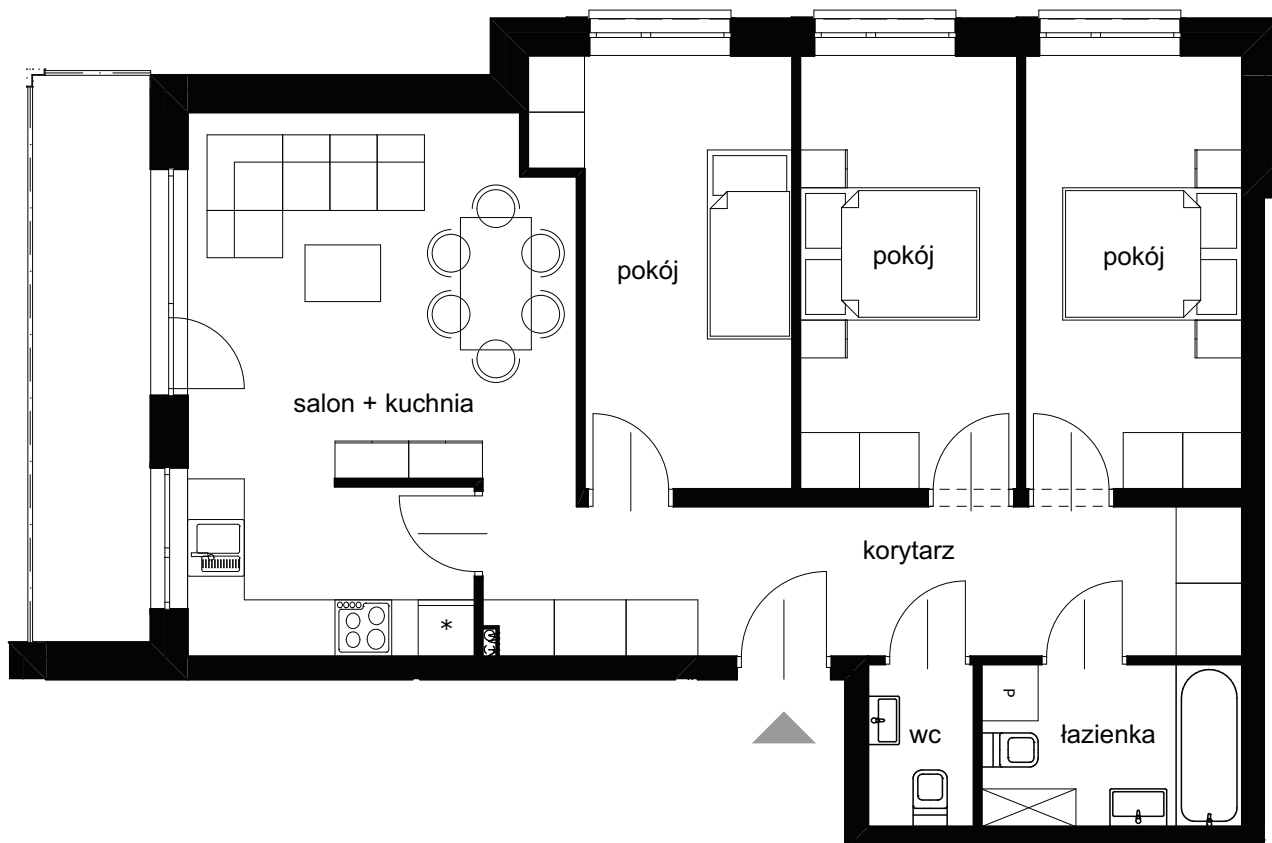 pokój
pokój
pokój
salon + kuchnia
korytarz
*
P
wc
łazienka